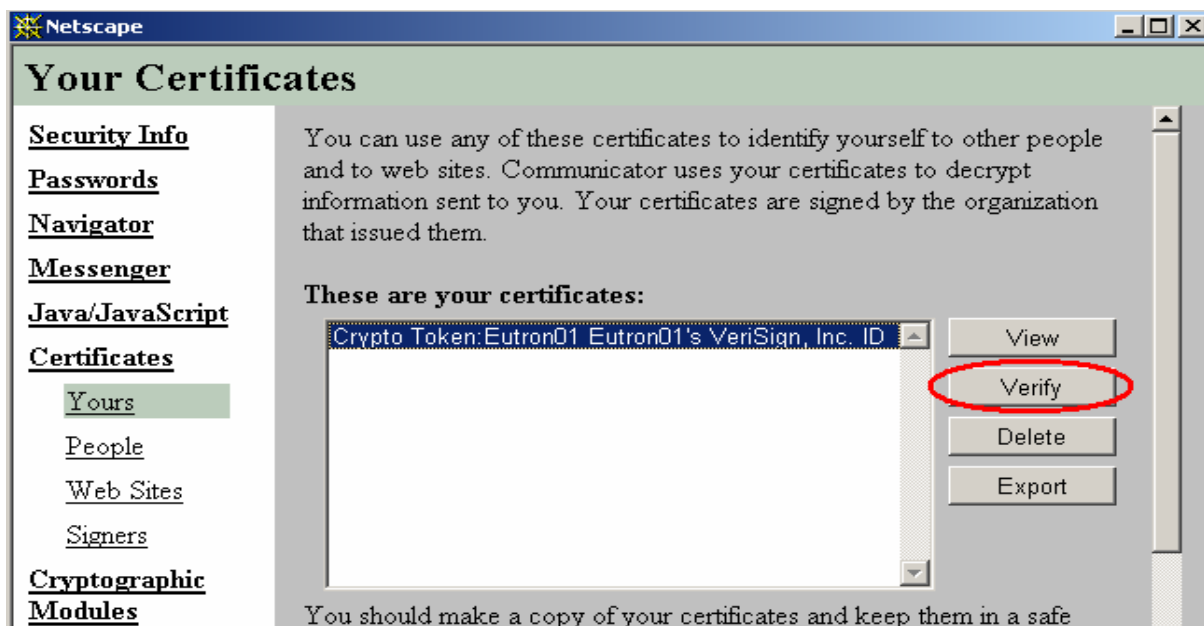 Netscape
Your Certificates
Security Info
Passwords
Navigator
Messenger
Java/JavaScript
Certificates
Yours
People
Web Sites
Signers
Cryptographic
Modules
You can use any of these certificates to identify yourself to other people
and to web sites. Communicator uses your certificates to decrypt
information sent to you. Your certificates are signed by the organization
that issued them.
These are your certificates:
Crypto Token:Eutron01 Eutron01's VeriSign, Inc. ID
View
Verify
Delete
Export
You should make a copy of your certificates and keep them in a safe